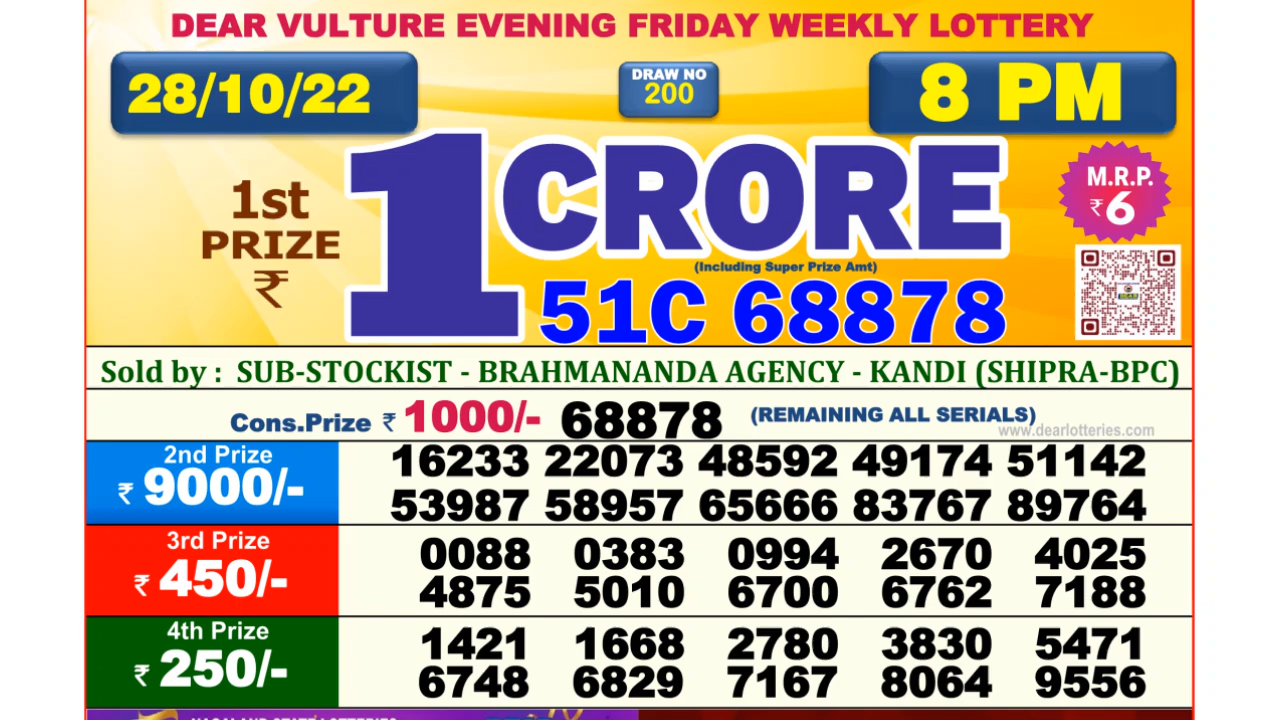 DEAR VULTURE EVENING FRIDAY WEEKLY LOTTERY
28/10/22
DRAW NO
200
8 PM
1st
PRIZE
₹
1 CRORE
(Including Super Prize Amt)
51C 68878
M.R.P.
₹6
Sold by : SUB-STOCKIST - BRAHMANANDA AGENCY - KANDI (SHIPRA-BPC)
Cons.Prize ₹ 1000/- 68878 (REMAINING ALL SERIALS)
www.dearlotteries.com
2nd Prize
₹ 9000/-
16233 22073 48592 49174 51142
53987 58957 65666 83767 89764
3rd Prize
₹ 450/-
0088 0383 0994 2670 4025
4875 5010 6700 6762 7188
4th Prize
₹ 250/-
1421 1668 2780 3830 5471
6748 6829 7167 8064 9556
NAGALAND STATE LOTTERIES